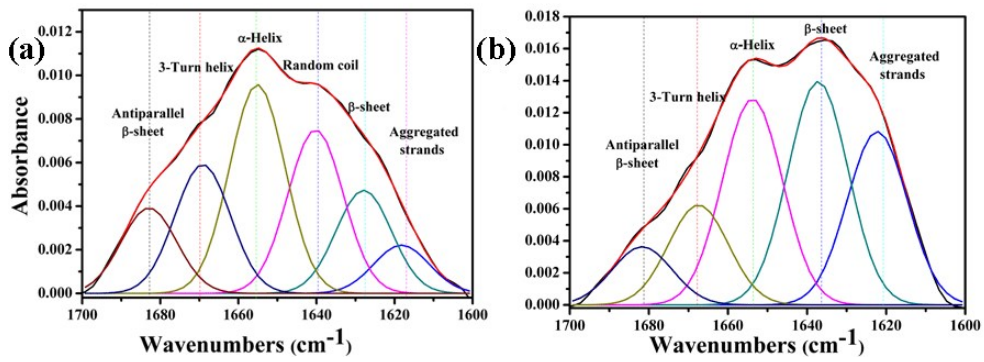 (a)
0.012
0.010
0.008
0.006
0.004
0.002
0.000
Absorbance
α-Helix
3-Turn helix
Random coil
Antiparallel
β-sheet
β-sheet
Aggregated
strands
1700 1680 1660 1640 1620 1600
Wavenumbers (cm-1)
(b)
0.018
0.016
0.014
0.012
0.010
0.008
0.006
0.004
0.002
0.000
β-sheet
α-Helix
Aggregated
strands
3-Turn helix
Antiparallel
β-sheet
1700 1680 1660 1640 1620 1600
Wavenumbers (cm-1)